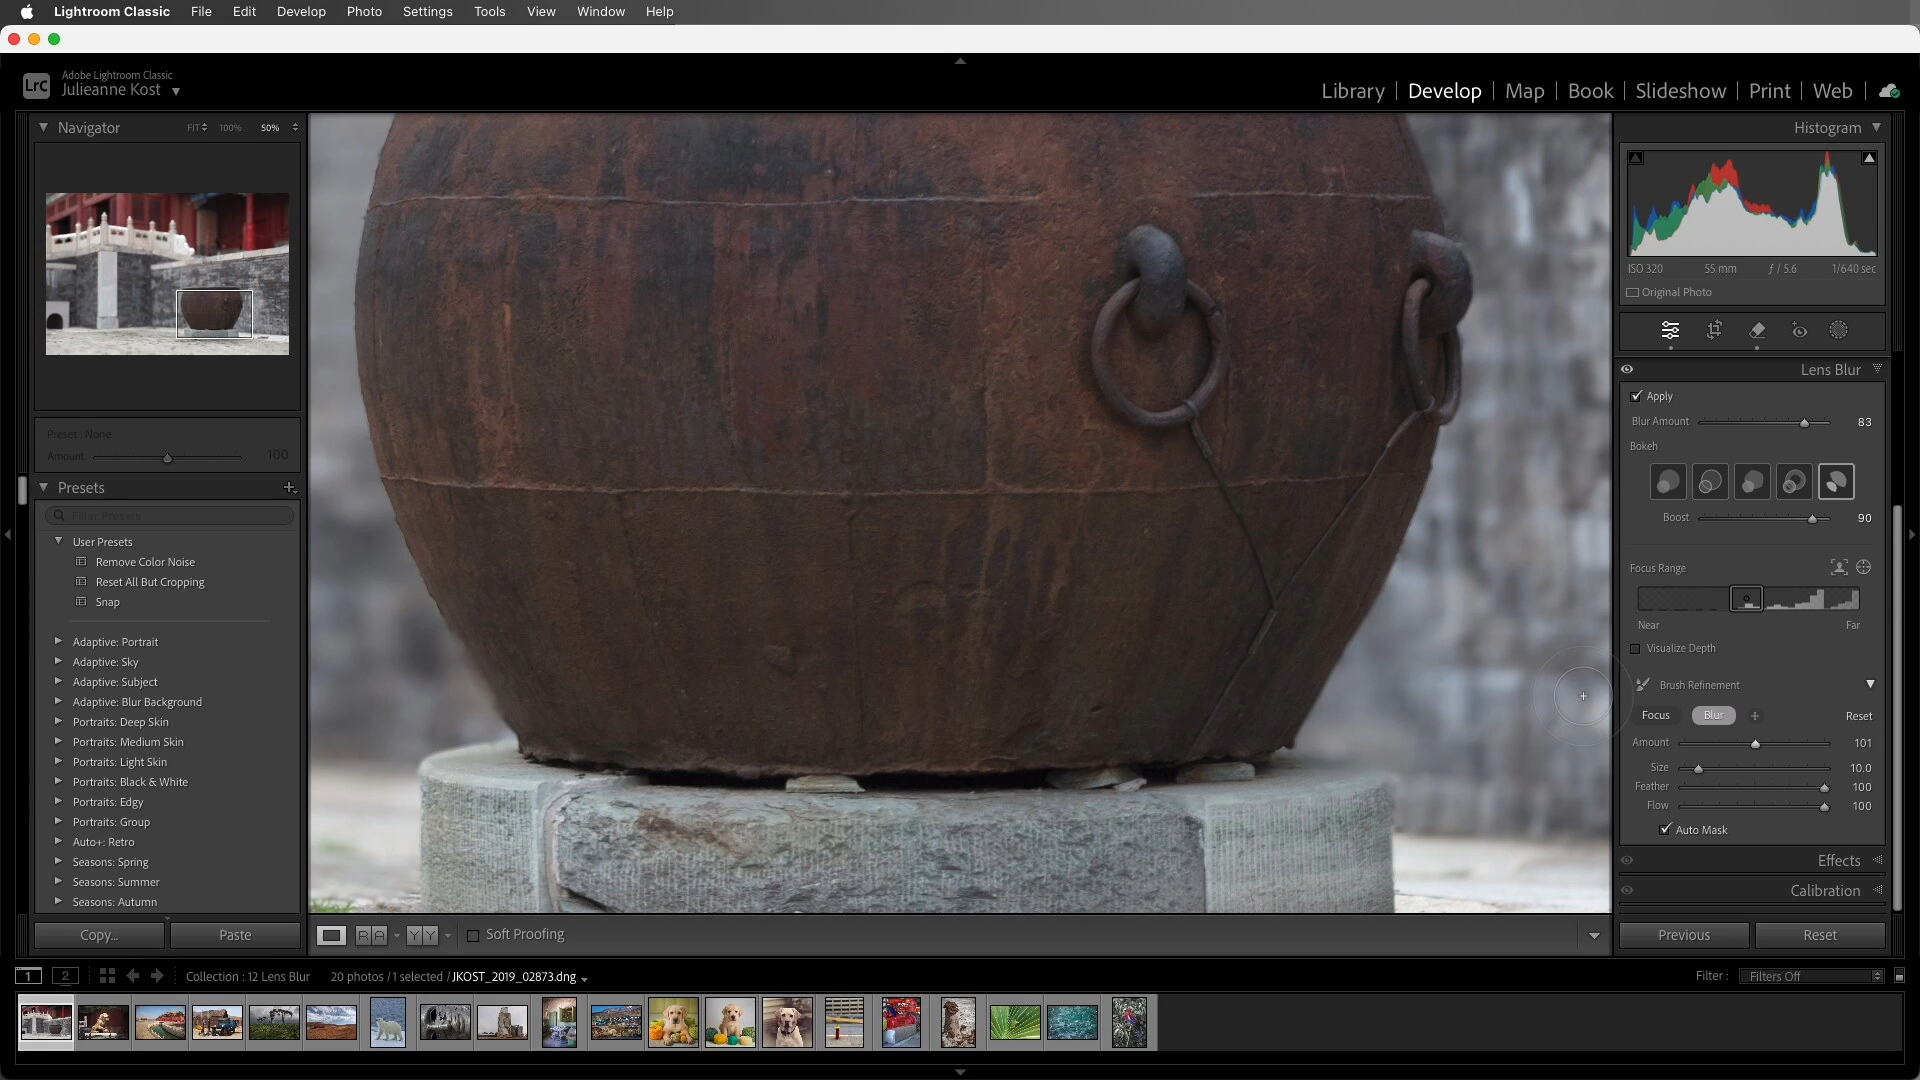 Lightroom Classic File Edit Develop Photo Settings Tools View Window Help
LrC
Adobe Lightroom Classic
Julieanne Kost
Library Develop Map Book Slideshow Print Web
Navigator FIT 100% 50%
Histogram
ISO 320 55 mm ƒ / 5.6 1/640 sec
Original Photo
Lens Blur
Apply
Blur Amount 83
Bokeh
Boost 90
Focus Range
Near Far
Visualize Depth
Brush Refinement
Focus Blur + Reset
Amount 101
Size 10.0
Feather 100
Flow 100
Auto Mask
Effects
Calibration
Previous Reset
Preset : None
Amount 100
Presets
Filter Presets
User Presets
Remove Color Noise
Reset All But Cropping
Snap
Adaptive: Portrait
Adaptive: Sky
Adaptive: Subject
Adaptive: Blur Background
Portraits: Deep Skin
Portraits: Medium Skin
Portraits: Light Skin
Portraits: Black & White
Portraits: Edgy
Portraits: Group
Auto+: Retro
Seasons: Spring
Seasons: Summer
Seasons: Autumn
Copy... Paste
R A Y Y Soft Proofing
1 2 Collection : 12 Lens Blur 20 photos / 1 selected / JKOST_2019_02873.dng
Filter : Filters Off